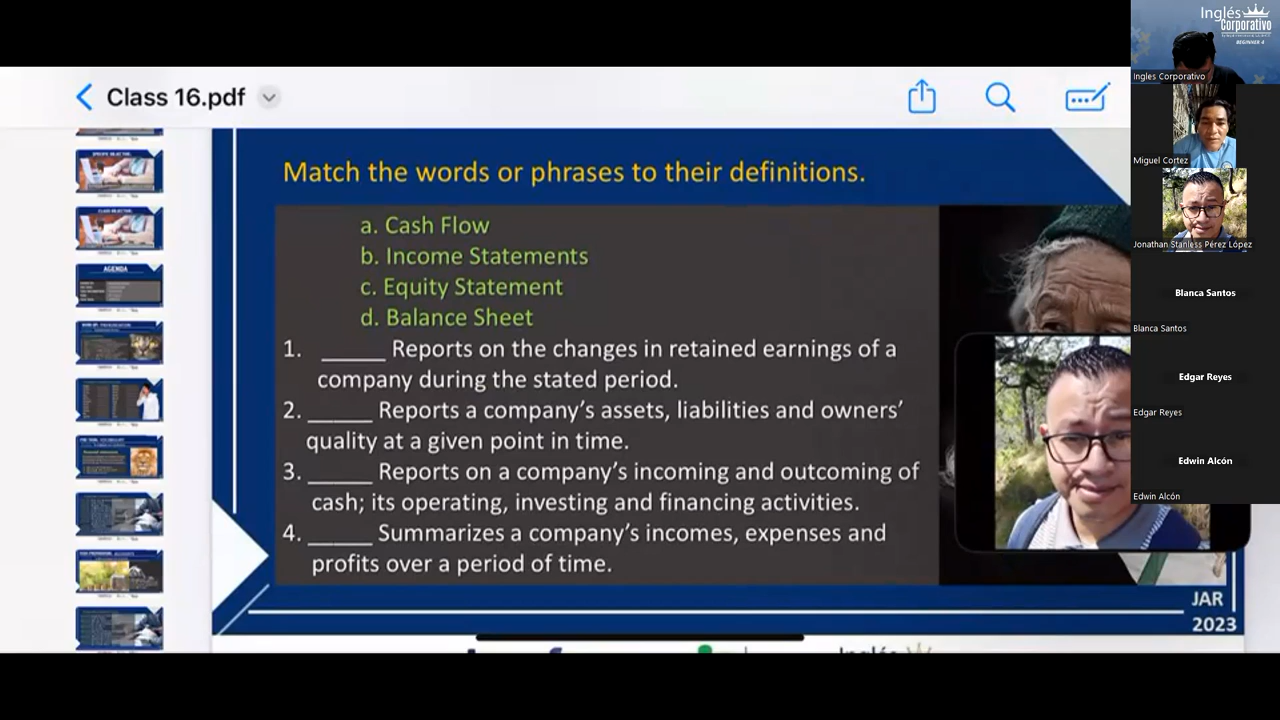 Class 16.pdf
Match the words or phrases to their definitions.
a. Cash Flow
b. Income Statements
c. Equity Statement
d. Balance Sheet
1. _____ Reports on the changes in retained earnings of a
company during the stated period.
2. _____ Reports a company's assets, liabilities and owners'
quality at a given point in time.
3. _____ Reports on a company's incoming and outcoming of
cash; its operating, investing and financing activities.
4. _____ Summarizes a company's incomes, expenses and
profits over a period of time.
JAR
2023
AGENDA
Inglés
Corporativo
BEGINNER 4
Ingles Corporativo
Miguel Cortez
Jonathan Stanless Pérez López
Blanca Santos
Blanca Santos
Edgar Reyes
Edgar Reyes
Edwin Alcón
Edwin Alcón